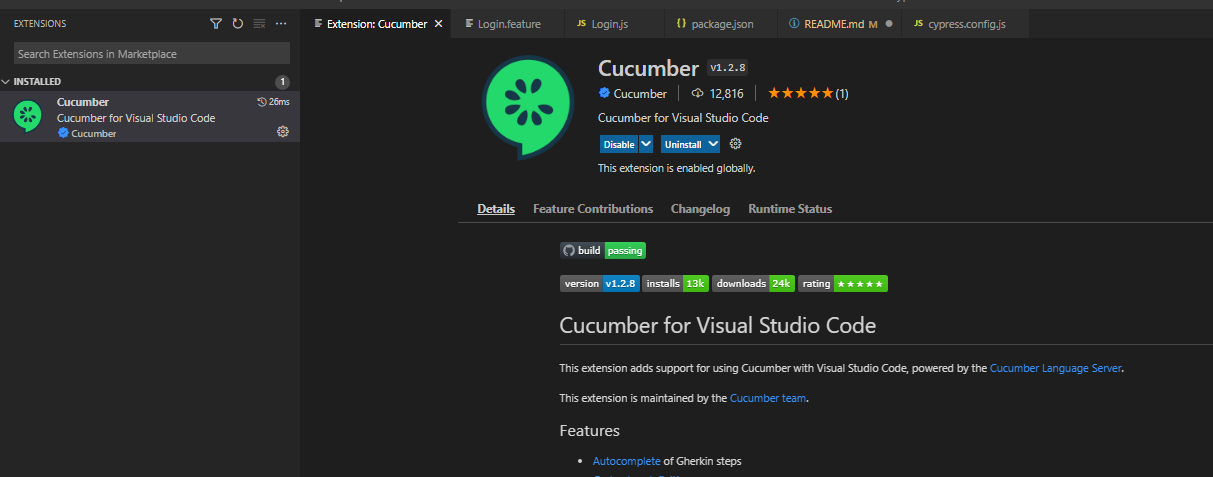 EXTENSIONS
Search Extensions in Marketplace
INSTALLED
1
Cucumber
26ms
Cucumber for Visual Studio Code
Cucumber
Extension: Cucumber
Login.feature
JS Login.js
{} package.json
README.md M
JS cypress.config.js
Cucumber v1.2.8
Cucumber 12,816 (1)
Cucumber for Visual Studio Code
Disable Uninstall
This extension is enabled globally.
Details Feature Contributions Changelog Runtime Status
build passing
version v1.2.8 installs 13k downloads 24k rating ★★★★★
Cucumber for Visual Studio Code
This extension adds support for using Cucumber with Visual Studio Code, powered by the Cucumber Language Server.
This extension is maintained by the Cucumber team.
Features
• Autocomplete of Gherkin steps